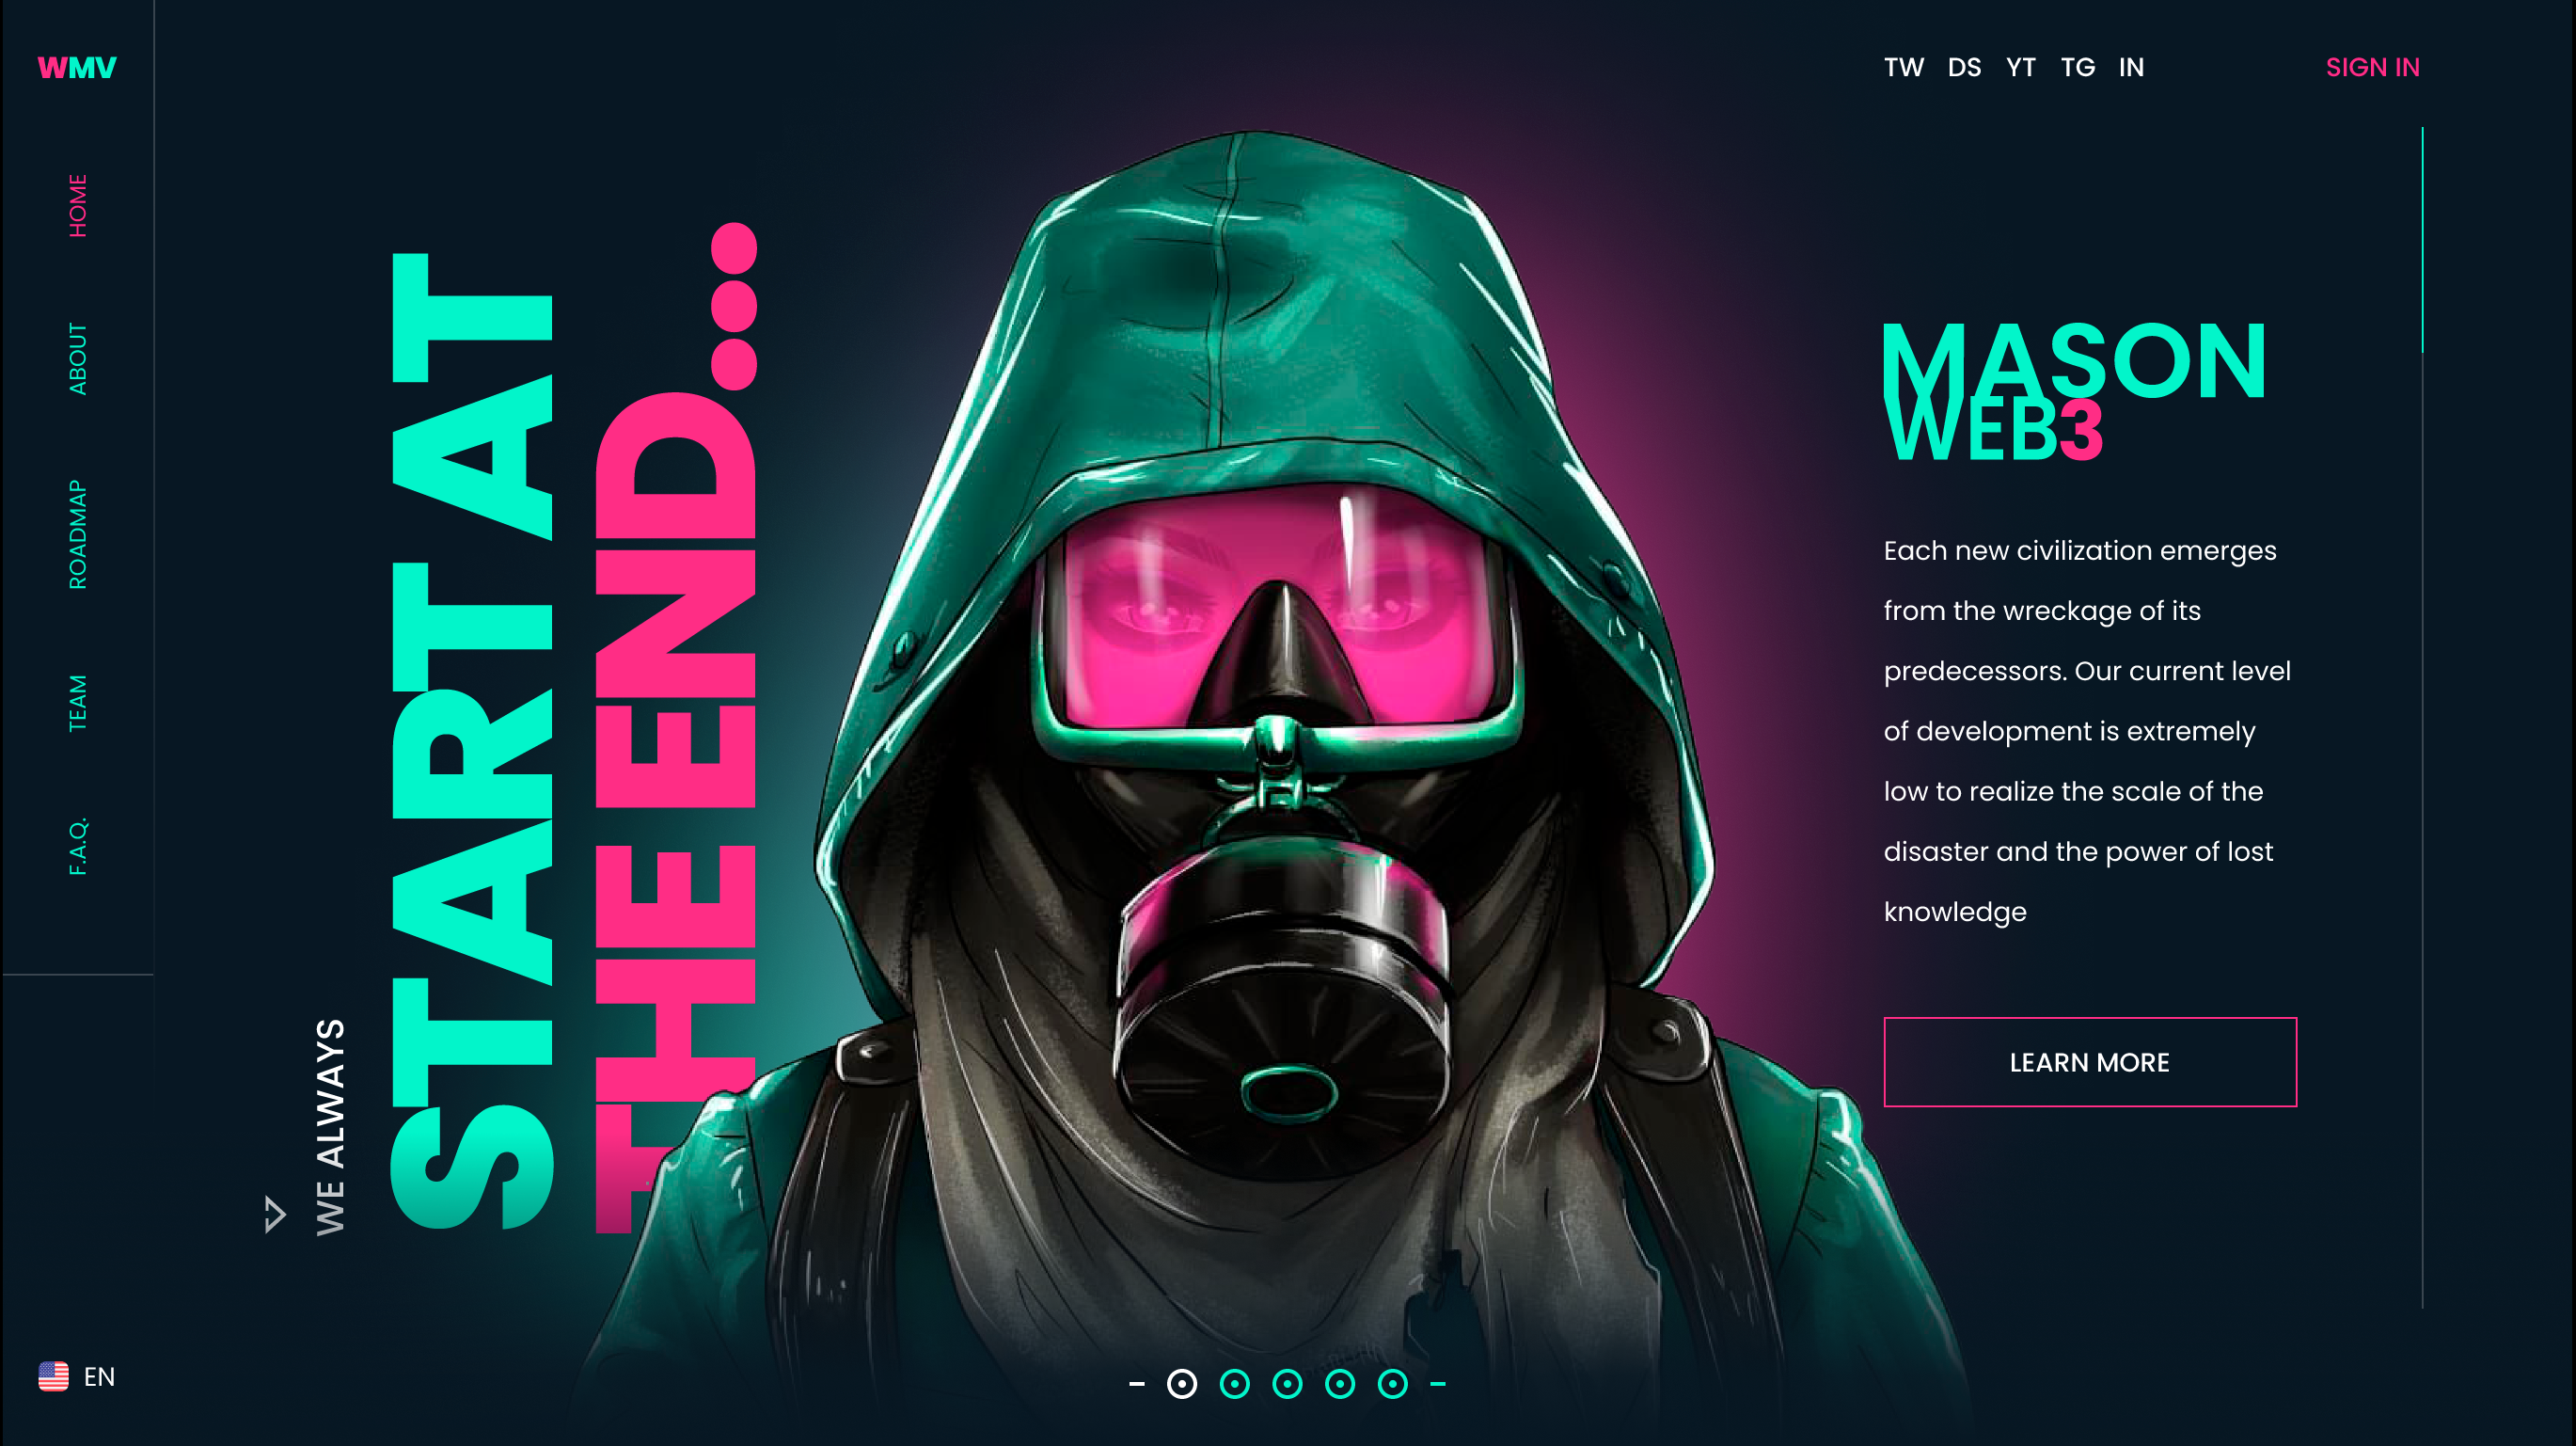 WMV
TW DS YT TG IN
SIGN IN
HOME
ABOUT
ROADMAP
TEAM
F.A.Q.
WE ALWAYS
START AT
THE END...
MASON
WEB3
Each new civilization emerges
from the wreckage of its
predecessors. Our current level
of development is extremely
low to realize the scale of the
disaster and the power of lost
knowledge
LEARN MORE
EN